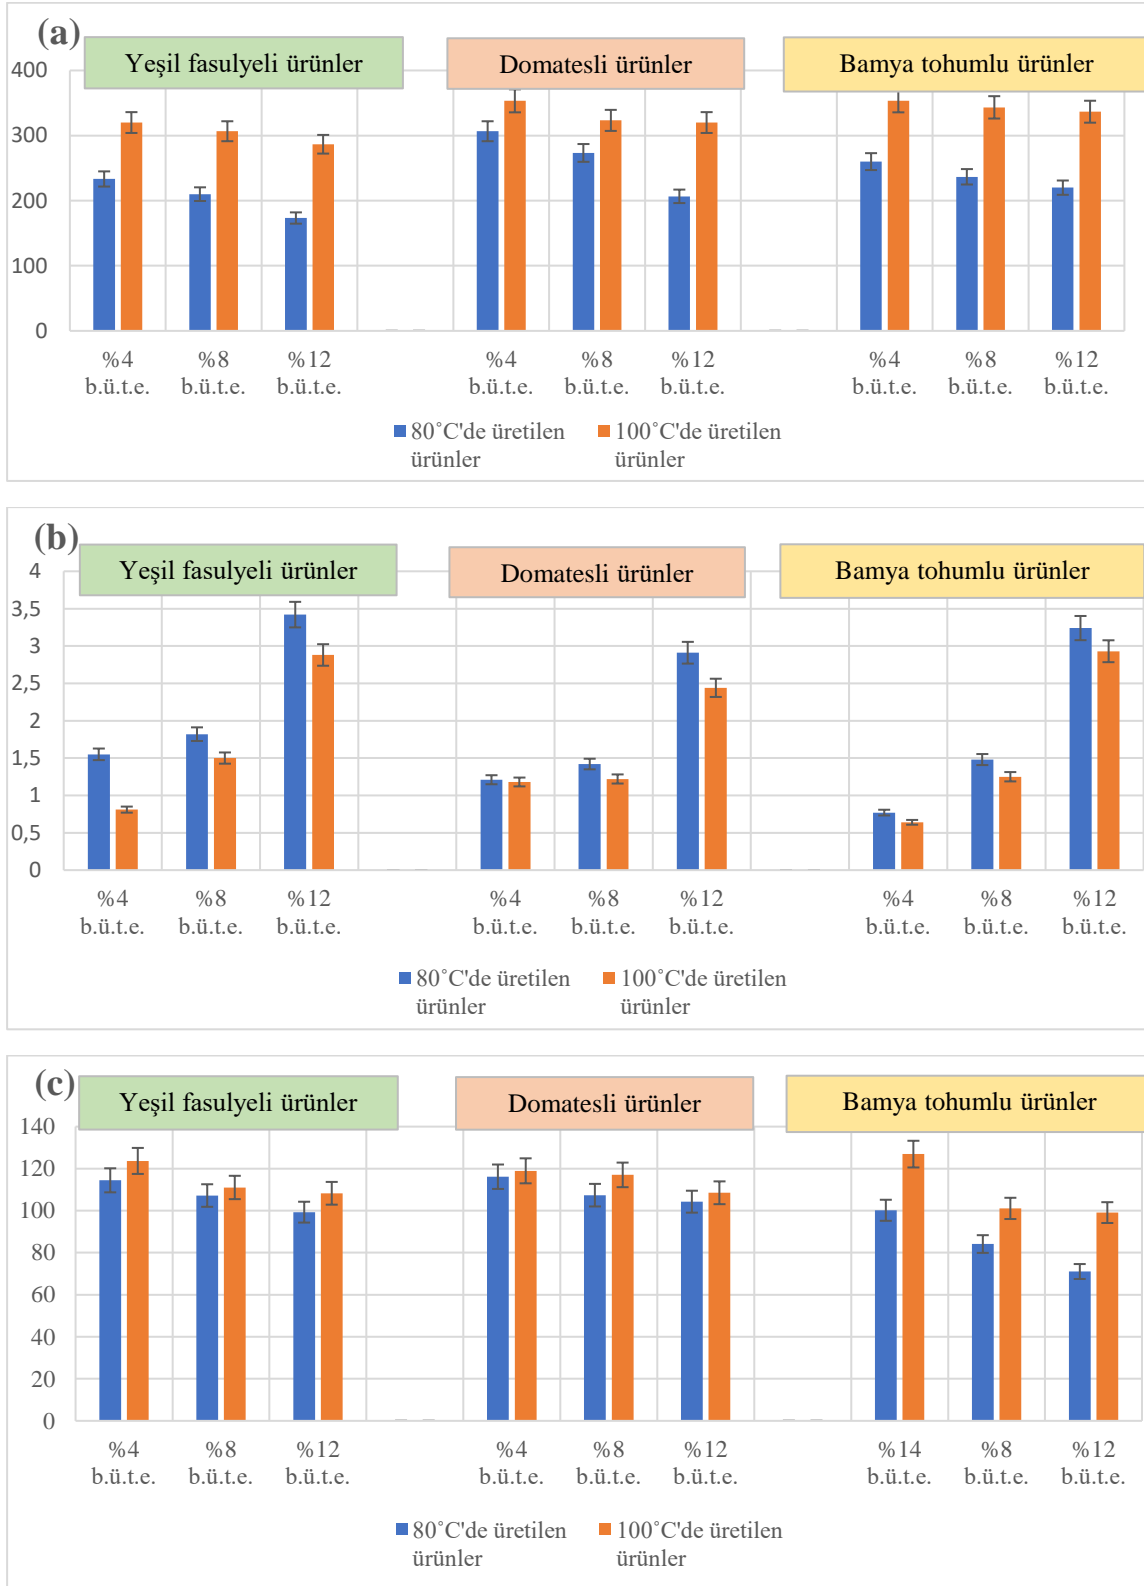 (a)
Yeşil fasulyeli ürünler
Domatesli ürünler
Bamya tohumlu ürünler
400
300
200
100
0
%4 %8 %12 %4 %8 %12 %4 %8 %12
b.ü.t.e. b.ü.t.e. b.ü.t.e. b.ü.t.e. b.ü.t.e. b.ü.t.e. b.ü.t.e. b.ü.t.e. b.ü.t.e.
80˚C'de üretilen 100˚C'de üretilen
ürünler ürünler
(b)
Yeşil fasulyeli ürünler
Domatesli ürünler
Bamya tohumlu ürünler
4
3,5
3
2,5
2
1,5
1
0,5
0
%4 %8 %12 %4 %8 %12 %4 %8 %12
b.ü.t.e. b.ü.t.e. b.ü.t.e. b.ü.t.e. b.ü.t.e. b.ü.t.e. b.ü.t.e. b.ü.t.e. b.ü.t.e.
80˚C'de üretilen 100˚C'de üretilen
ürünler ürünler
(c)
Yeşil fasulyeli ürünler
Domatesli ürünler
Bamya tohumlu ürünler
140
120
100
80
60
40
20
0
%4 %8 %12 %4 %8 %12 %14 %8 %12
b.ü.t.e. b.ü.t.e. b.ü.t.e. b.ü.t.e. b.ü.t.e. b.ü.t.e. b.ü.t.e. b.ü.t.e. b.ü.t.e.
80˚C'de üretilen 100˚C'de üretilen
ürünler ürünler